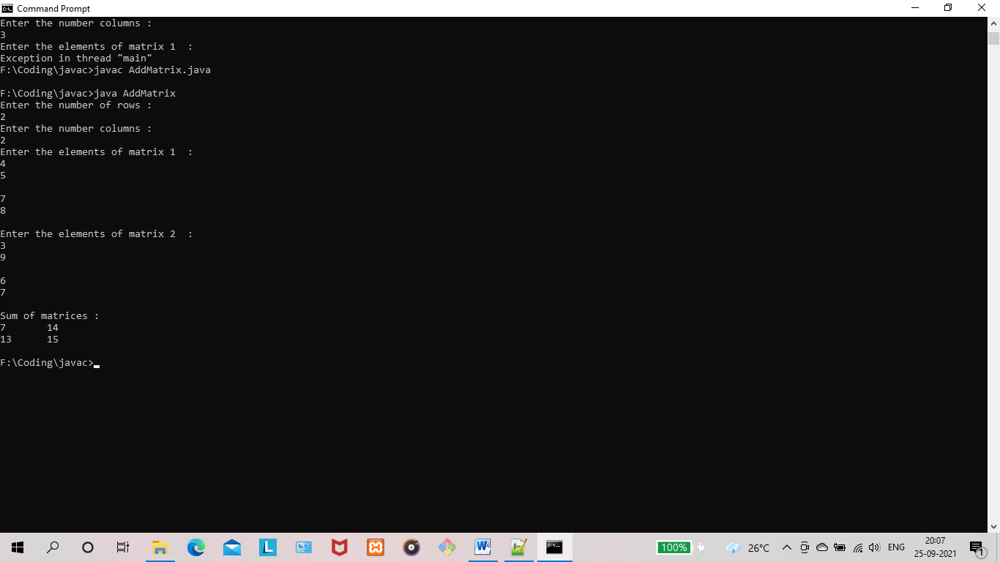 Command Prompt
Enter the number columns :
3
Enter the elements of matrix 1  :
Exception in thread "main"
F:\Coding\javac>javac AddMatrix.java
F:\Coding\javac>java AddMatrix
Enter the number of rows :
2
Enter the number columns :
2
Enter the elements of matrix 1  :
4
5
7
8
Enter the elements of matrix 2  :
3
9
6
7
Sum of matrices :
7       14
13      15
F:\Coding\javac>
100% 26°C ENG 20:07
25-09-2021
1